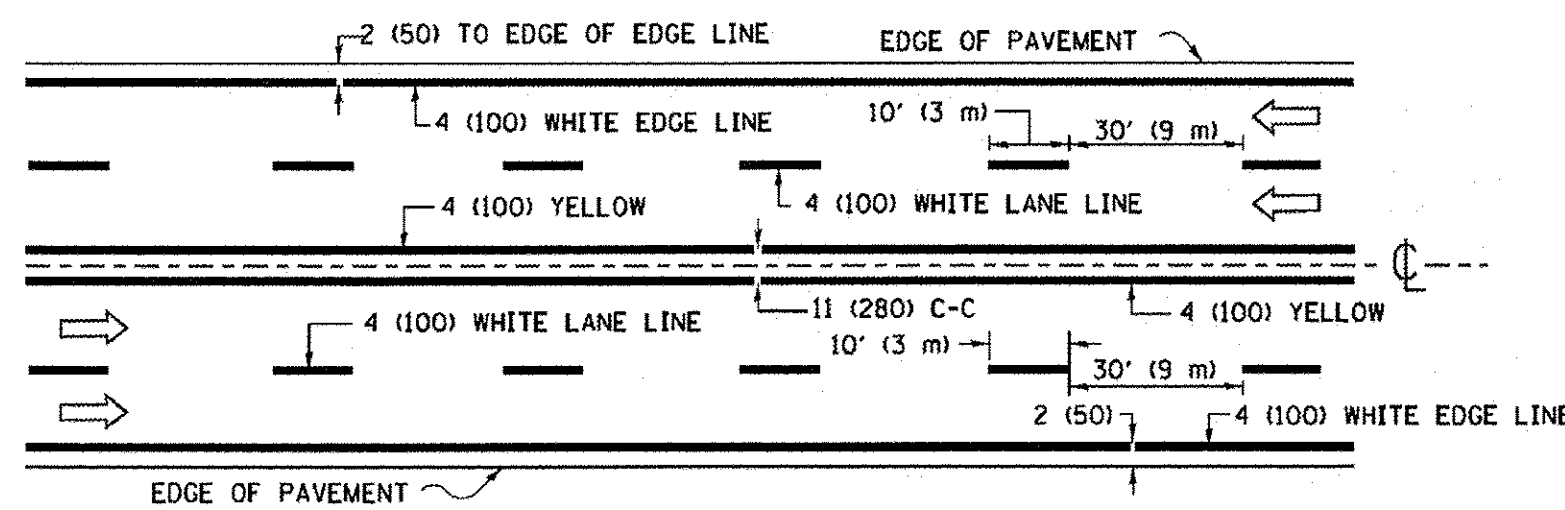 2 (50) TO EDGE OF EDGE LINE
EDGE OF PAVEMENT
4 (100) WHITE EDGE LINE
10' (3 m)
30' (9 m)
4 (100) YELLOW
4 (100) WHITE LANE LINE
℄
11 (280) C-C
4 (100) YELLOW
4 (100) WHITE LANE LINE
10' (3 m)
30' (9 m)
2 (50)
4 (100) WHITE EDGE LINE
EDGE OF PAVEMENT